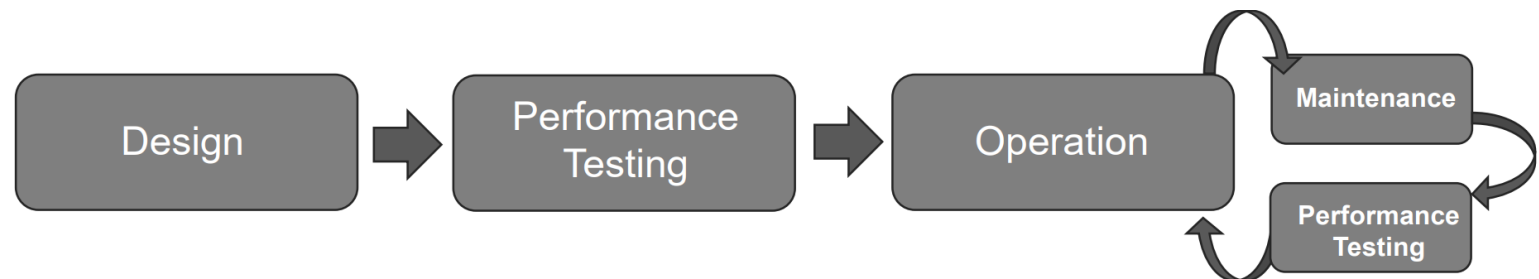 Design
Performance
Testing
Operation
Maintenance
Performance
Testing